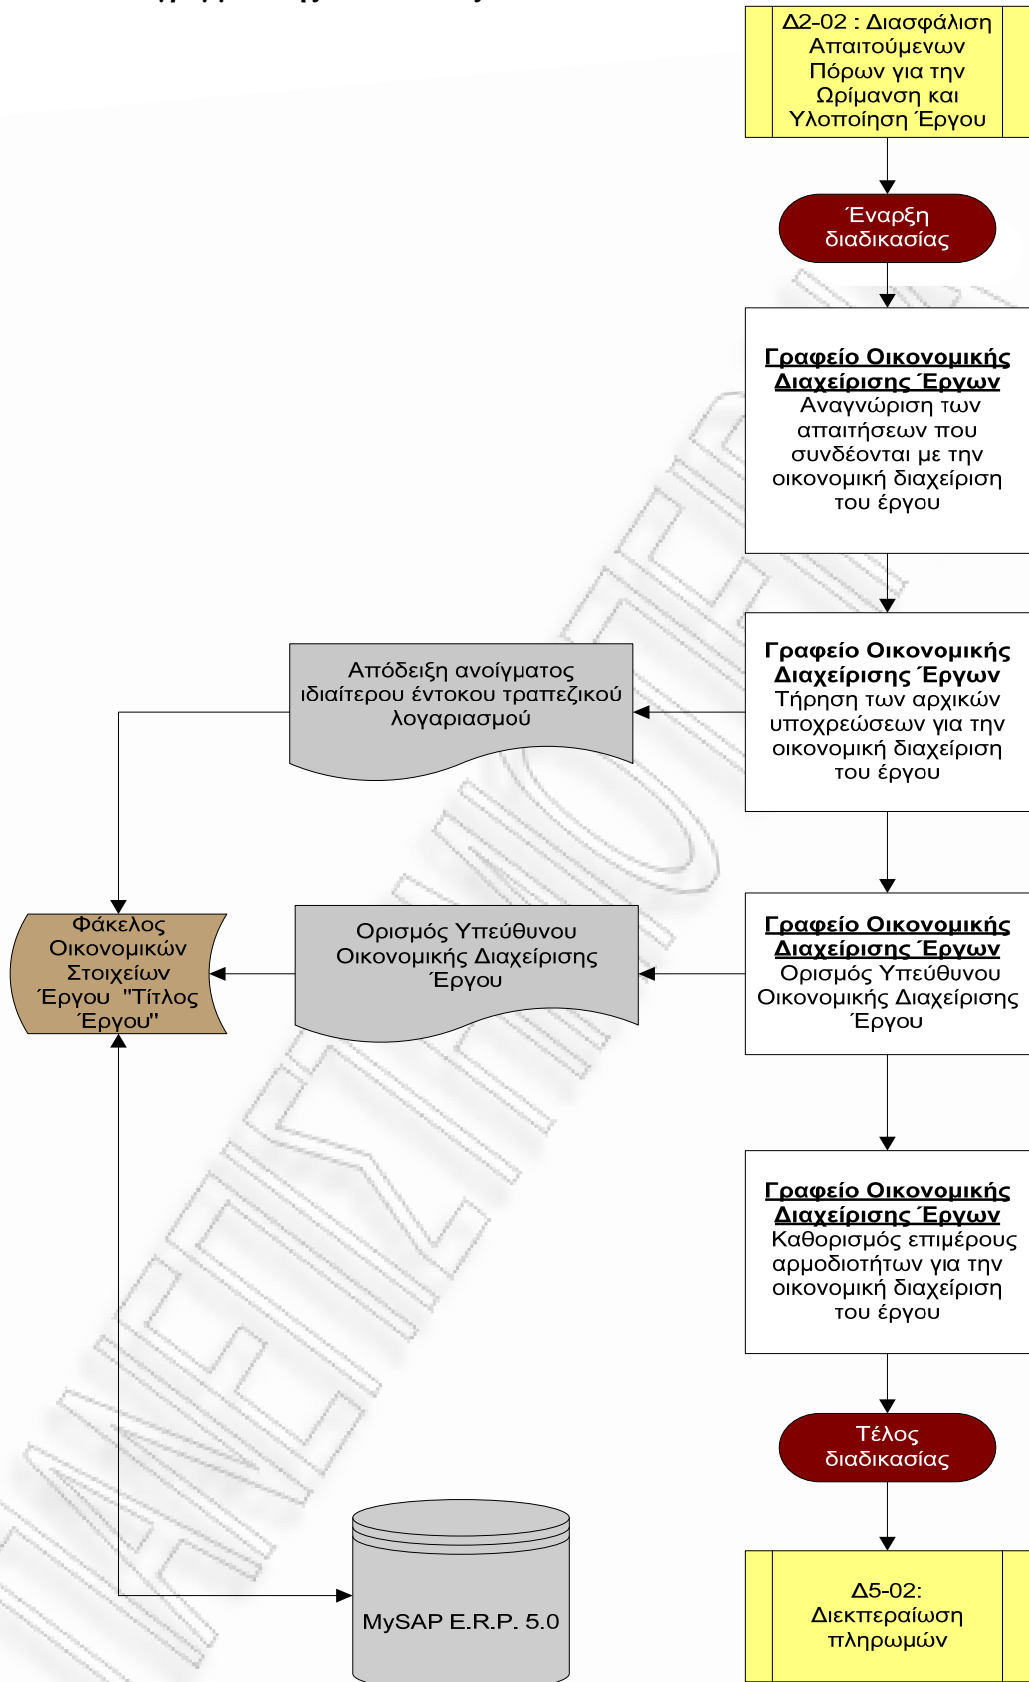 Δ2-02 : Διασφάλιση
Απαιτούμενων
Πόρων για την
Ωρίμανση και
Υλοποίηση Έργου
Έναρξη
διαδικασίας
Γραφείο Οικονομικής
Διαχείρισης Έργων
Αναγνώριση των
απαιτήσεων που
συνδέονται με την
οικονομική διαχείριση
του έργου
Γραφείο Οικονομικής
Διαχείρισης Έργων
Τήρηση των αρχικών
υποχρεώσεων για την
οικονομική διαχείριση
του έργου
Απόδειξη ανοίγματος
ιδιαίτερου έντοκου τραπεζικού
λογαριασμού
Γραφείο Οικονομικής
Διαχείρισης Έργων
Ορισμός Υπεύθυνου
Οικονομικής Διαχείρισης
Έργου
Ορισμός Υπεύθυνου
Οικονομικής Διαχείρισης
Έργου
Φάκελος
Οικονομικών
Στοιχείων
Έργου "Τίτλος
Έργου"
Γραφείο Οικονομικής
Διαχείρισης Έργων
Καθορισμός επιμέρους
αρμοδιοτήτων για την
οικονομική διαχείριση
του έργου
Τέλος
διαδικασίας
MySAP E.R.P. 5.0
Δ5-02:
Διεκπεραίωση
πληρωμών